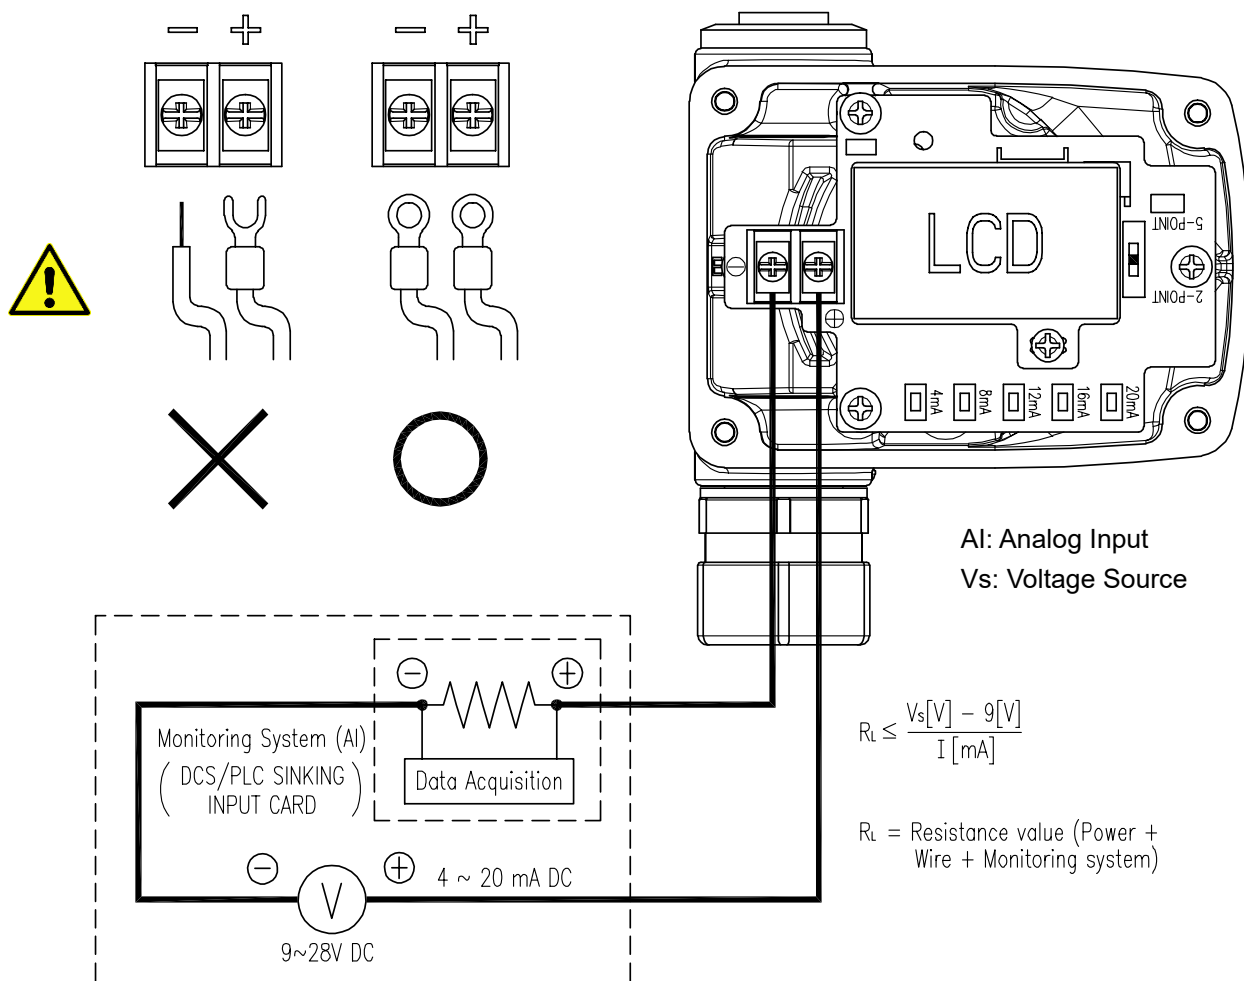 − +
− +
LCD
5-POINT
2-POINT
4mA
8mA
12mA
16mA
20mA
AI: Analog Input
Vs: Voltage Source
− +
Monitoring System (AI)
( DCS/PLC SINKING
INPUT CARD )
Data Acquisition
− +
4 ~ 20 mA DC
V
9~28V DC
RL ≤ Vs[V] − 9[V]
I [mA]
RL = Resistance value (Power +
Wire + Monitoring system)